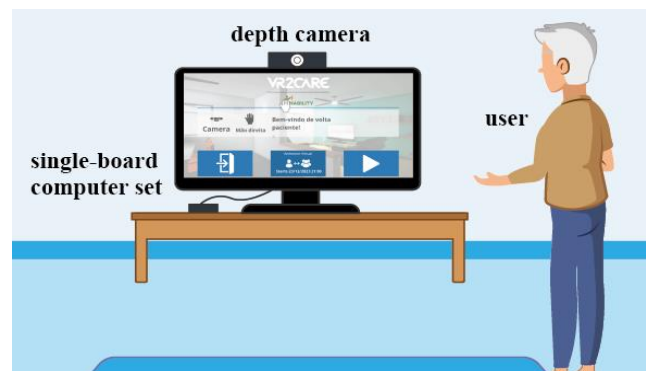 depth camera
VR2CARE
user
Camera
Mão direita
Bem-vindo de volta
paciente!
single-board
computer set